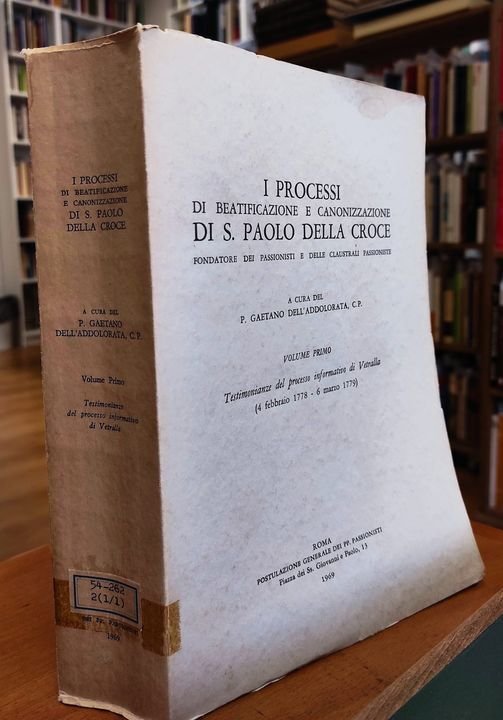 I PROCESSI
DI BEATIFICAZIONE
E CANONIZZAZIONE
DI S. PAOLO
DELLA CROCE
A CURA DEL
P. GAETANO
DELL'ADDOLORATA, C.P.
Volume Primo
Testimonianze
del processo informativo
di Vetralla
54-262
2(1/1)
1969
I PROCESSI
DI BEATIFICAZIONE E CANONIZZAZIONE
DI S. PAOLO DELLA CROCE
FONDATORE DEI PASSIONISTI E DELLE CLAUSTRALI PASSIONISTE
A CURA DEL
P. GAETANO DELL'ADDOLORATA, C.P.
VOLUME PRIMO
Testimonianze del processo informativo di Vetralla
(4 febbraio 1778 - 6 marzo 1779)
ROMA
POSTULAZIONE GENERALE DEI PP. PASSIONISTI
Piazza dei Ss. Giovanni e Paolo, 13
1969